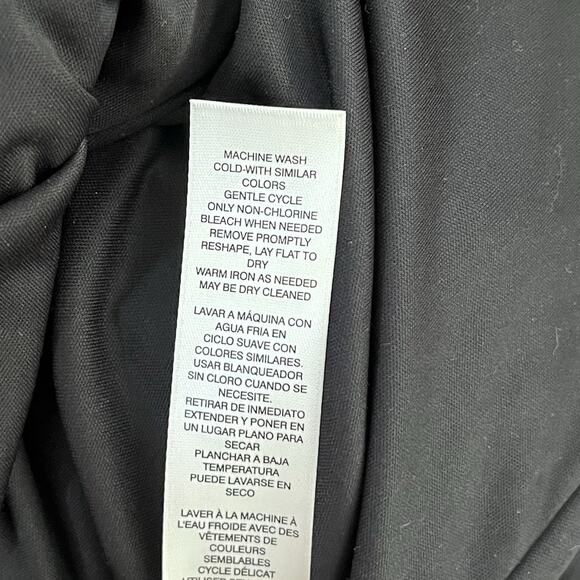 MACHINE WASH
COLD-WITH SIMILAR
COLORS
GENTLE CYCLE
ONLY NON-CHLORINE
BLEACH WHEN NEEDED
REMOVE PROMPTLY
RESHAPE, LAY FLAT TO
DRY
WARM IRON AS NEEDED
MAY BE DRY CLEANED
LAVAR A MÁQUINA CON
AGUA FRIA EN
CICLO SUAVE CON
COLORES SIMILARES.
USAR BLANQUEADOR
SIN CLORO CUANDO SE
NECESITE.
RETIRAR DE INMEDIATO
EXTENDER Y PONER EN
UN LUGAR PLANO PARA
SECAR
PLANCHAR A BAJA
TEMPERATURA
PUEDE LAVARSE EN
SECO
LAVER À LA MACHINE À
L'EAU FROIDE AVEC DES
VÊTEMENTS DE
COULEURS
SEMBLABLES
CYCLE DÉLICAT